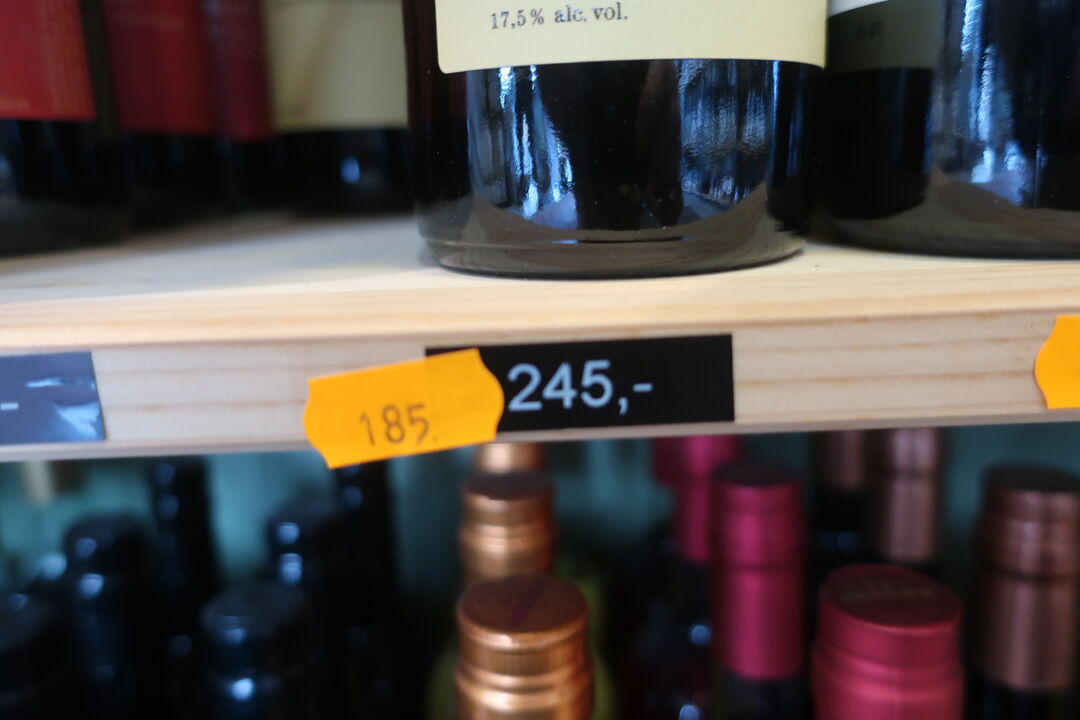 17,5% alc. vol.
245,-
185.
-